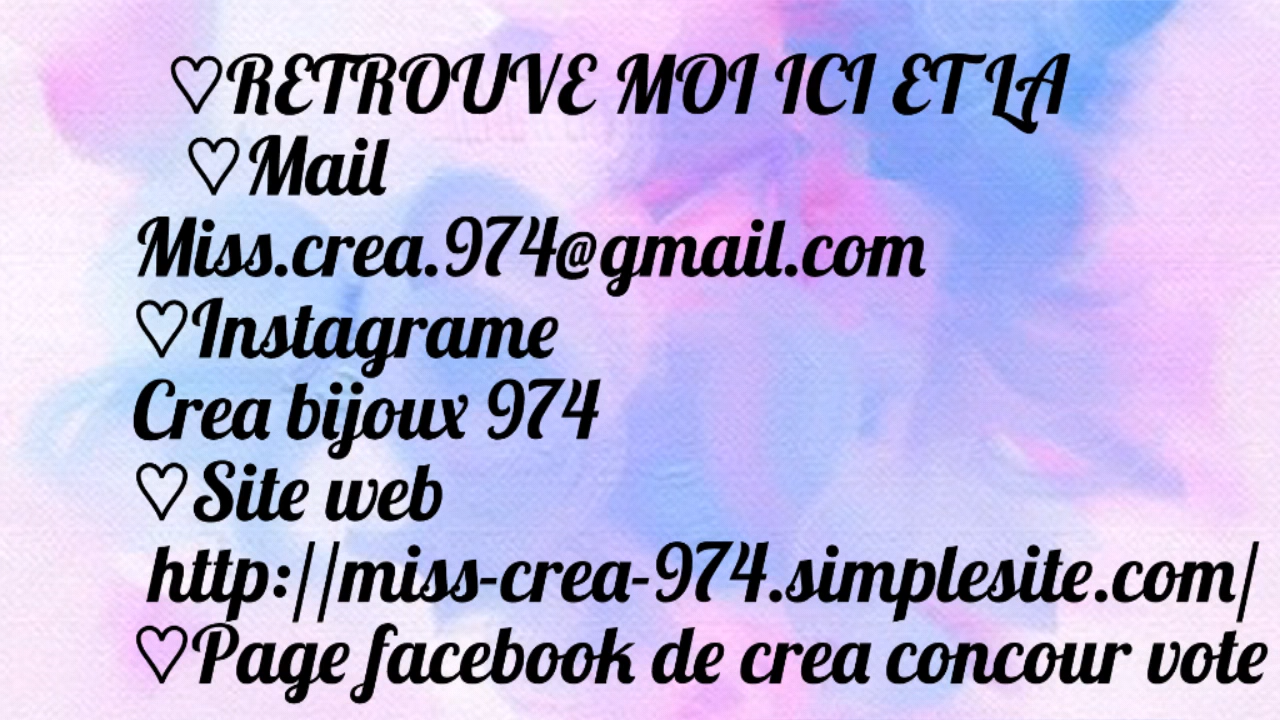 ♡RETROUVE MOI ICI ET LA
♡Mail
Miss.crea.974@gmail.com
♡Instagrame
Crea bijoux 974
♡Site web
http://miss-crea-974.simplesite.com/
♡Page facebook de crea concour vote